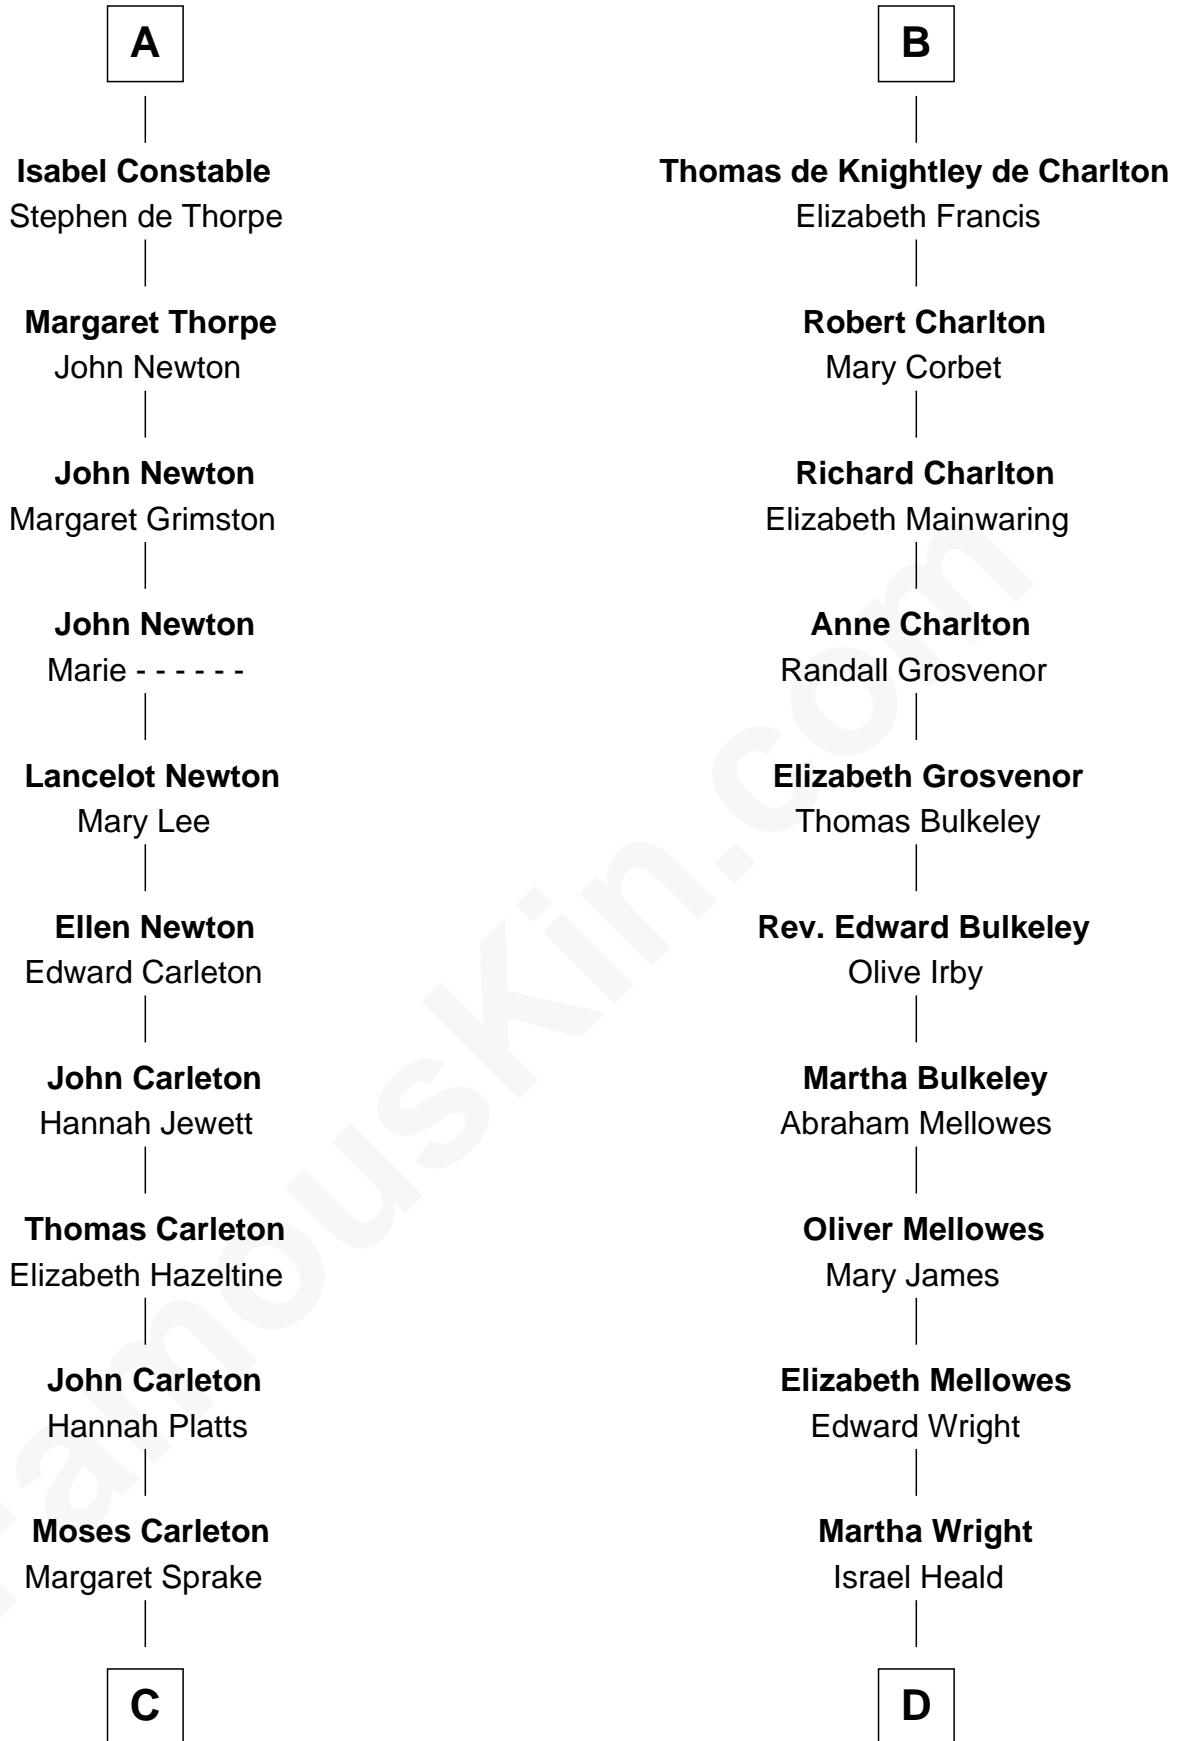 A
Isabel Constable
Stephen de Thorpe
Margaret Thorpe
John Newton
John Newton
Margaret Grimston
John Newton
Marie - - - - - -
Lancelot Newton
Mary Lee
Ellen Newton
Edward Carleton
John Carleton
Hannah Jewett
Thomas Carleton
Elizabeth Hazeltine
John Carleton
Hannah Platts
Moses Carleton
Margaret Sprake
C
B
Thomas de Knightley de Charlton
Elizabeth Francis
Robert Charlton
Mary Corbet
Richard Charlton
Elizabeth Mainwaring
Anne Charlton
Randall Grosvenor
Elizabeth Grosvenor
Thomas Bulkeley
Rev. Edward Bulkeley
Olive Irby
Martha Bulkeley
Abraham Mellowes
Oliver Mellowes
Mary James
Elizabeth Mellowes
Edward Wright
Martha Wright
Israel Heald
D
FamousKin.com